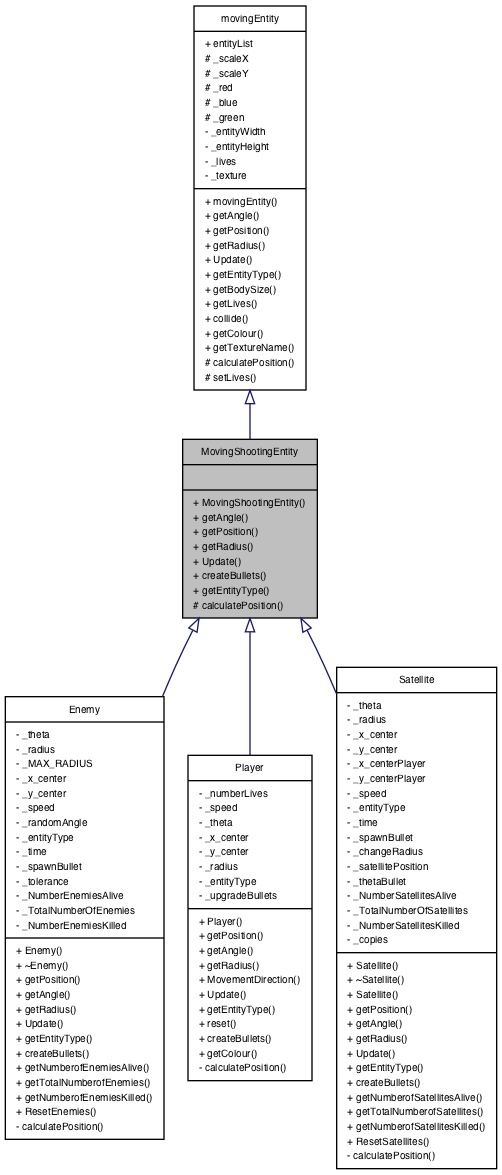 movingEntity
+ entityList
# _scaleX
# _scaleY
# _red
# _blue
# _green
- _entityWidth
- _entityHeight
- _lives
- _texture
+ movingEntity()
+ getAngle()
+ getPosition()
+ getRadius()
+ Update()
+ getEntityType()
+ getBodySize()
+ getLives()
+ collide()
+ getColour()
+ getTextureName()
# calculatePosition()
# setLives()
MovingShootingEntity
+ MovingShootingEntity()
+ getAngle()
+ getPosition()
+ getRadius()
+ Update()
+ createBullets()
+ getEntityType()
# calculatePosition()
Enemy
- _theta
- _radius
- _MAX_RADIUS
- _x_center
- _y_center
- _speed
- _randomAngle
- _entityType
- _time
- _spawnBullet
- _tolerance
- _NumberEnemiesAlive
- _TotalNumberOfEnemies
- _NumberEnemiesKilled
+ Enemy()
+ ~Enemy()
+ getPosition()
+ getAngle()
+ getRadius()
+ Update()
+ getEntityType()
+ createBullets()
+ getNumberofEnemiesAlive()
+ getTotalNumberofEnemies()
+ getNumberofEnemiesKilled()
+ ResetEnemies()
- calculatePosition()
Player
- _numberLives
- _speed
- _theta
- _x_center
- _y_center
- _radius
- _entityType
- _upgradeBullets
+ Player()
+ getPosition()
+ getAngle()
+ getRadius()
+ MovementDirection()
+ Update()
+ getEntityType()
+ reset()
+ createBullets()
+ getColour()
- calculatePosition()
Satellite
- _theta
- _radius
- _x_center
- _y_center
- _x_centerPlayer
- _y_centerPlayer
- _speed
- _entityType
- _time
- _spawnBullet
- _changeRadius
- _satellitePosition
- _thetaBullet
- _NumberSatellitesAlive
- _TotalNumberOfSatellites
- _NumberSatellitesKilled
- _copies
+ Satellite()
+ ~Satellite()
+ Satellite()
+ getPosition()
+ getAngle()
+ getRadius()
+ Update()
+ getEntityType()
+ createBullets()
+ getNumberofSatellitesAlive()
+ getTotalNumberofSatellites()
+ getNumberofSatellitesKilled()
+ ResetSatellites()
- calculatePosition()